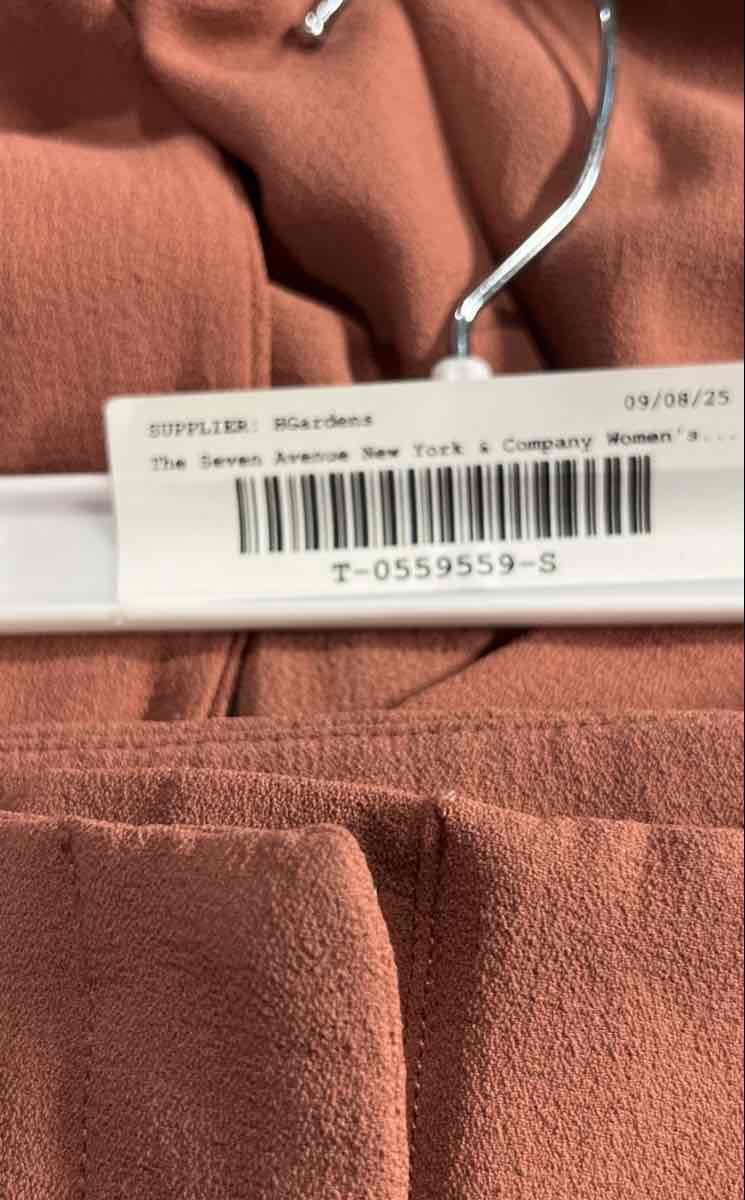 SUPPLIER: HGardens
09/08/25
The Seven Avenue New York & Company Women's...
T-0559559-S